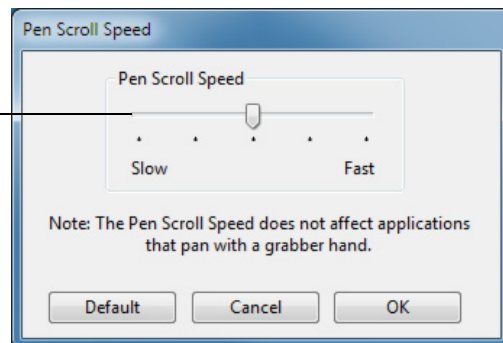 Pen Scroll Speed
Pen Scroll Speed
Slow Fast
Note: The Pen Scroll Speed does not affect applications
that pan with a grabber hand.
Default Cancel OK